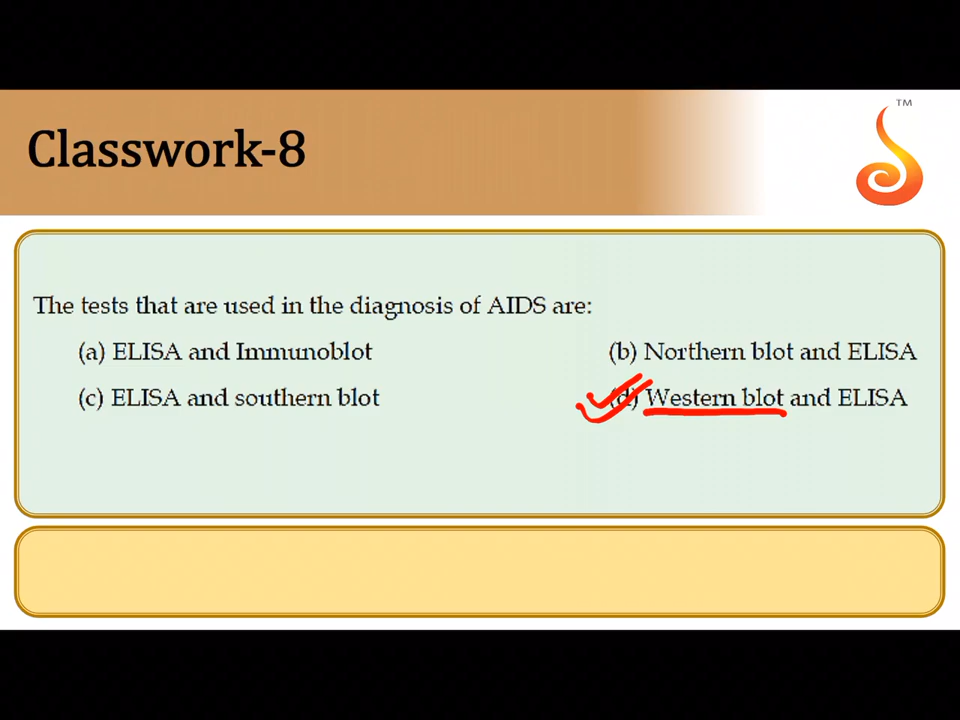 TM
Classwork-8
The tests that are used in the diagnosis of AIDS are:
(a) ELISA and Immunoblot (b) Northern blot and ELISA
(c) ELISA and southern blot (d) Western blot and ELISA